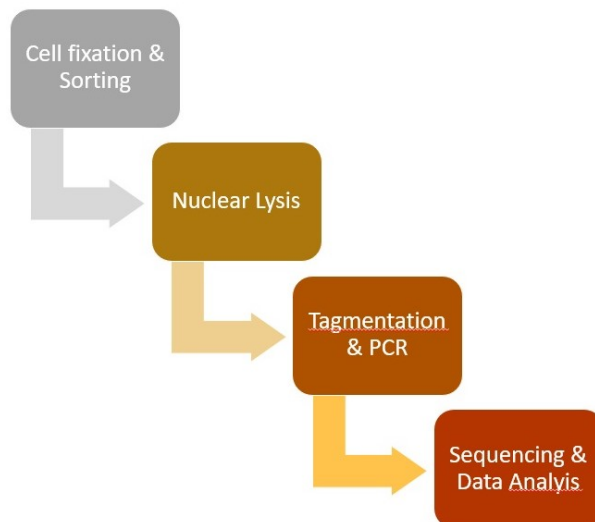 Cell fixation &
Sorting
Nuclear Lysis
Tagmentation
& PCR
Sequencing &
Data Analyis